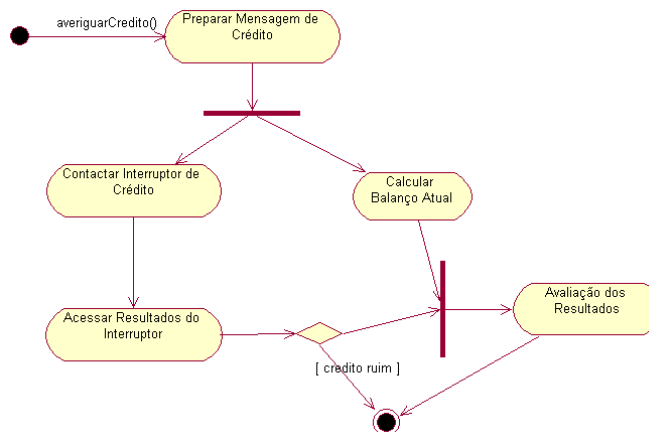 averiguarCredito()
Preparar Mensagem de
Crédito
Contactar Interruptor de
Crédito
Calcular
Balanço Atual
Acessar Resultados do
Interruptor
Avaliação dos
Resultados
[ credito ruim ]